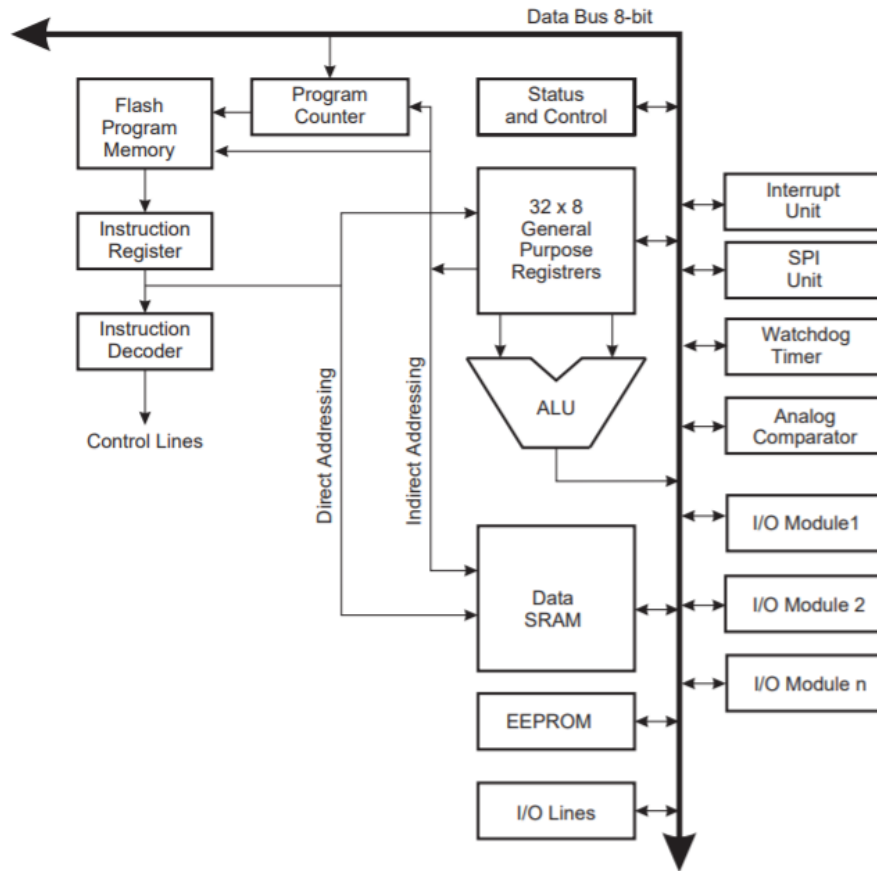 Data Bus 8-bit
Flash
Program
Memory
Program
Counter
Status
and Control
Instruction
Register
32 x 8
General
Purpose
Registrers
Interrupt
Unit
SPI
Unit
Instruction
Decoder
Watchdog
Timer
Control Lines
Direct Addressing
Indirect Addressing
ALU
Analog
Comparator
I/O Module1
Data
SRAM
I/O Module 2
I/O Module n
EEPROM
I/O Lines